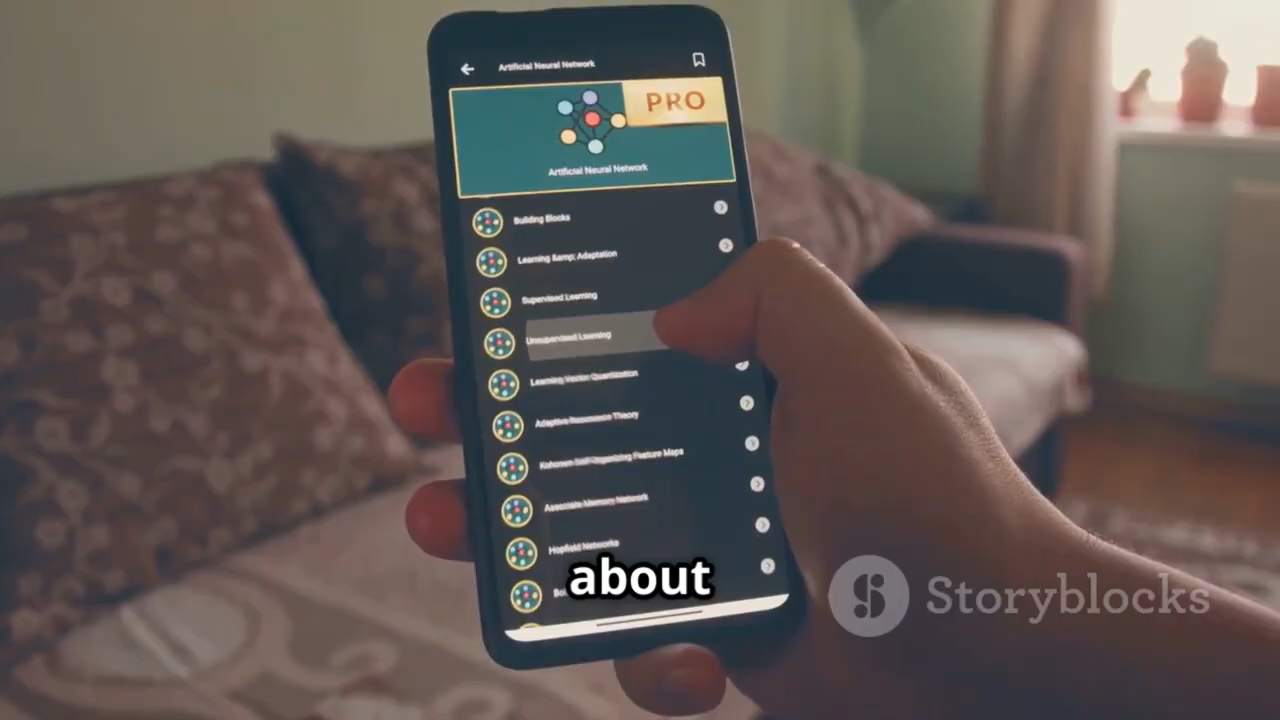 Artificial Neural Network
PRO
Artificial Neural Network
Building Blocks
Learning &amp; Adaptation
Supervised Learning
Unsupervised Learning
Learning Vector Quantization
Adaptive Resonance Theory
Kohonen Self-Organizing Feature Maps
Associate Memory Network
Hopfield Networks
about
Storyblocks